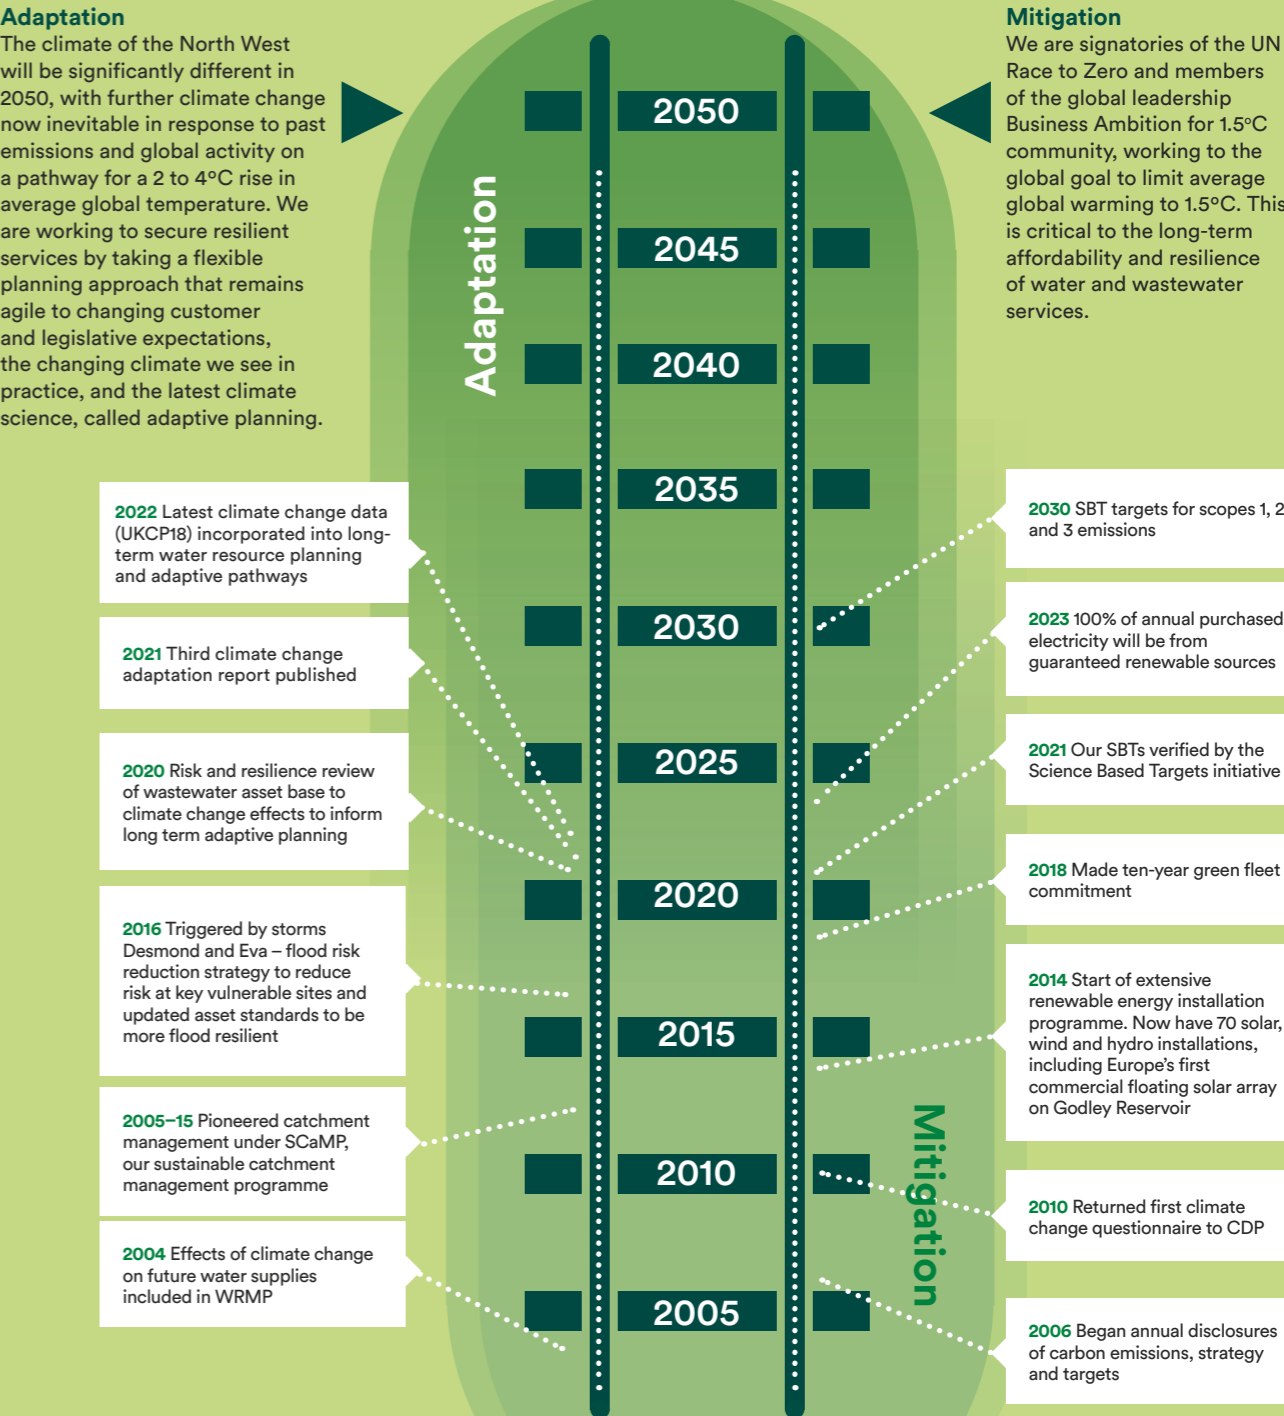 Adaptation
The climate of the North West
will be significantly different in
2050, with further climate change
now inevitable in response to past
emissions and global activity on
a pathway for a 2 to 4°C rise in
average global temperature. We
are working to secure resilient
services by taking a flexible
planning approach that remains
agile to changing customer
and legislative expectations,
the changing climate we see in
practice, and the latest climate
science, called adaptive planning.
2022 Latest climate change data
(UKCP18) incorporated into long-
term water resource planning
and adaptive pathways
2021 Third climate change
adaptation report published
2020 Risk and resilience review
of wastewater asset base to
climate change effects to inform
long term adaptive planning
2016 Triggered by storms
Desmond and Eva – flood risk
reduction strategy to reduce
risk at key vulnerable sites and
updated asset standards to be
more flood resilient
2005–15 Pioneered catchment
management under SCaMP,
our sustainable catchment
management programme
2004 Effects of climate change
on future water supplies
included in WRMP
Adaptation
2050
2045
2040
2035
2030
2025
2020
2015
2010
2005
Mitigation
Mitigation
We are signatories of the UN
Race to Zero and members
of the global leadership
Business Ambition for 1.5°C
community, working to the
global goal to limit average
global warming to 1.5°C. This
is critical to the long-term
affordability and resilience
of water and wastewater
services.
2030 SBT targets for scopes 1, 2
and 3 emissions
2023 100% of annual purchased
electricity will be from
guaranteed renewable sources
2021 Our SBTs verified by the
Science Based Targets initiative
2018 Made ten-year green fleet
commitment
2014 Start of extensive
renewable energy installation
programme. Now have 70 solar,
wind and hydro installations,
including Europe's first
commercial floating solar array
on Godley Reservoir
2010 Returned first climate
change questionnaire to CDP
2006 Began annual disclosures
of carbon emissions, strategy
and targets